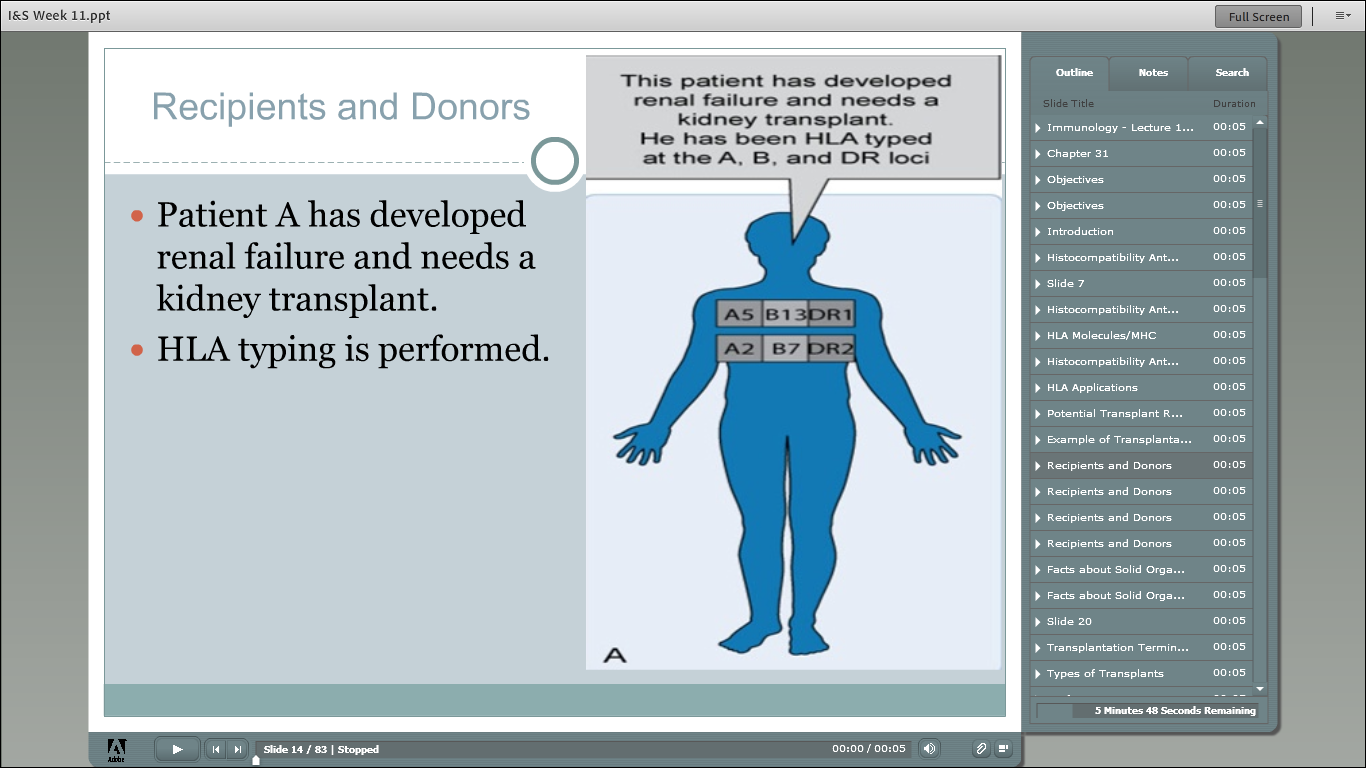 I&S Week 11.ppt
Full Screen
Recipients and Donors
This patient has developed
renal failure and needs a
kidney transplant.
He has been HLA typed
at the A, B, and DR loci
• Patient A has developed
renal failure and needs a
kidney transplant.
• HLA typing is performed.
A5 B13 DR1
A2 B7 DR2
A
Outline Notes Search
Slide Title Duration
Immunology - Lecture 1... 00:05
Chapter 31 00:05
Objectives 00:05
Objectives 00:05
Introduction 00:05
Histocompatibility Ant... 00:05
Slide 7 00:05
Histocompatibility Ant... 00:05
HLA Molecules/MHC 00:05
Histocompatibility Ant... 00:05
HLA Applications 00:05
Potential Transplant R... 00:05
Example of Transplanta... 00:05
Recipients and Donors 00:05
Recipients and Donors 00:05
Recipients and Donors 00:05
Recipients and Donors 00:05
Facts about Solid Orga... 00:05
Facts about Solid Orga... 00:05
Slide 20 00:05
Transplantation Termin... 00:05
Types of Transplants 00:05
5 Minutes 48 Seconds Remaining
Adobe
Slide 14 / 83 | Stopped
00:00 / 00:05